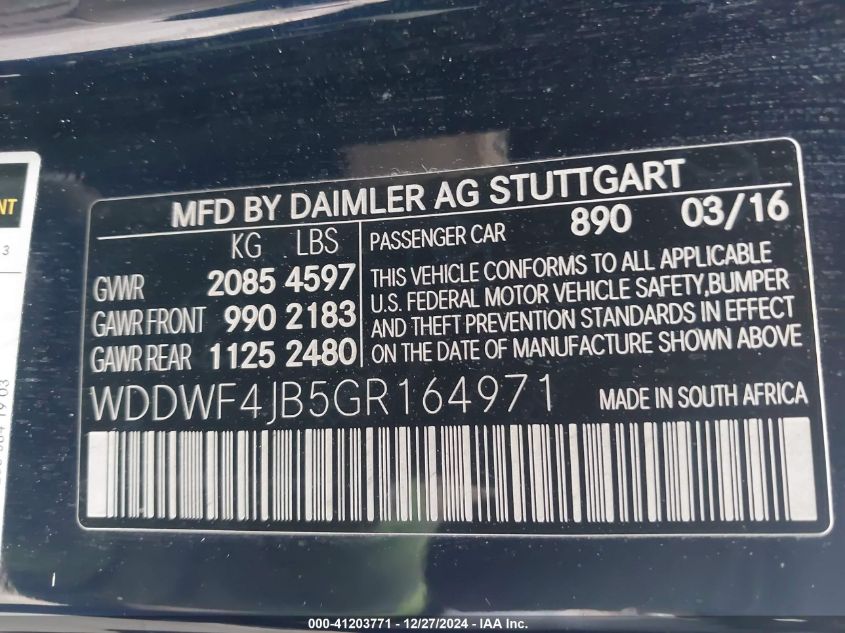 NT
3
MFD BY DAIMLER AG STUTTGART
KG LBS PASSENGER CAR 890 03/16
GVWR 2085 4597
GAWR FRONT 990 2183
GAWR REAR 1125 2480
THIS VEHICLE CONFORMS TO ALL APPLICABLE
U.S. FEDERAL MOTOR VEHICLE SAFETY,BUMPER
AND THEFT PREVENTION STANDARDS IN EFFECT
ON THE DATE OF MANUFACTURE SHOWN ABOVE
WDDWF4JB5GR164971 MADE IN SOUTH AFRICA
000-41203771 - 12/27/2024 - IAA Inc.